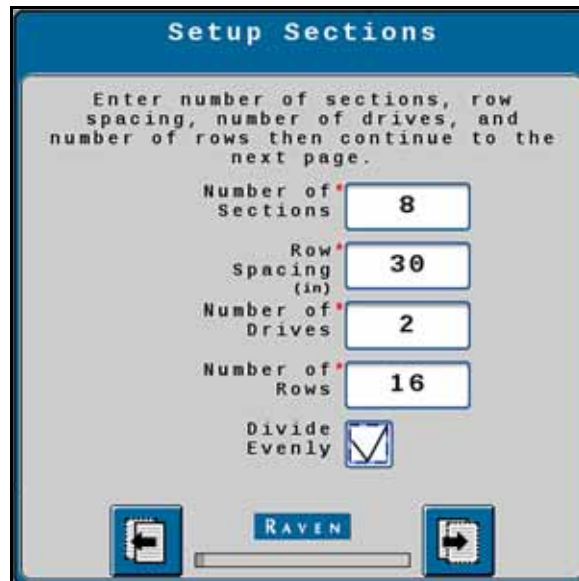 Setup Sections
Enter number of sections, row
spacing, number of drives, and
number of rows then continue to the
next page.
Number of*
Sections
8
Row*
Spacing
(in)
30
Number of*
Drives
2
Number of*
Rows
16
Divide
Evenly
RAVEN